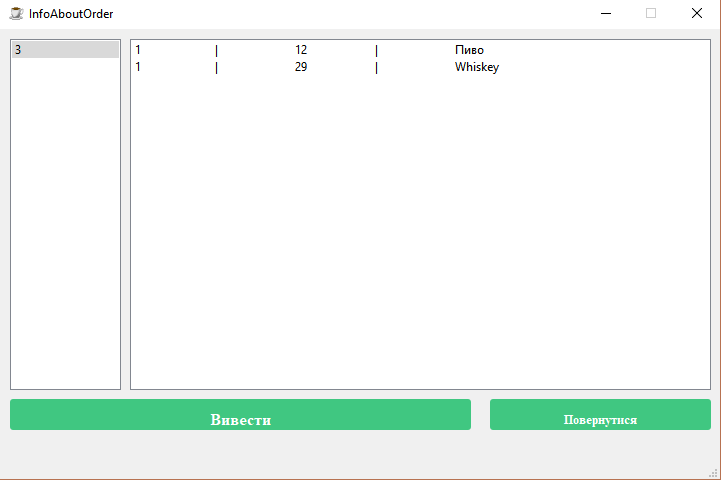 InfoAboutOrder
3
1 | 12 | Пиво
1 | 29 | Whiskey
Вивести
Повернутися